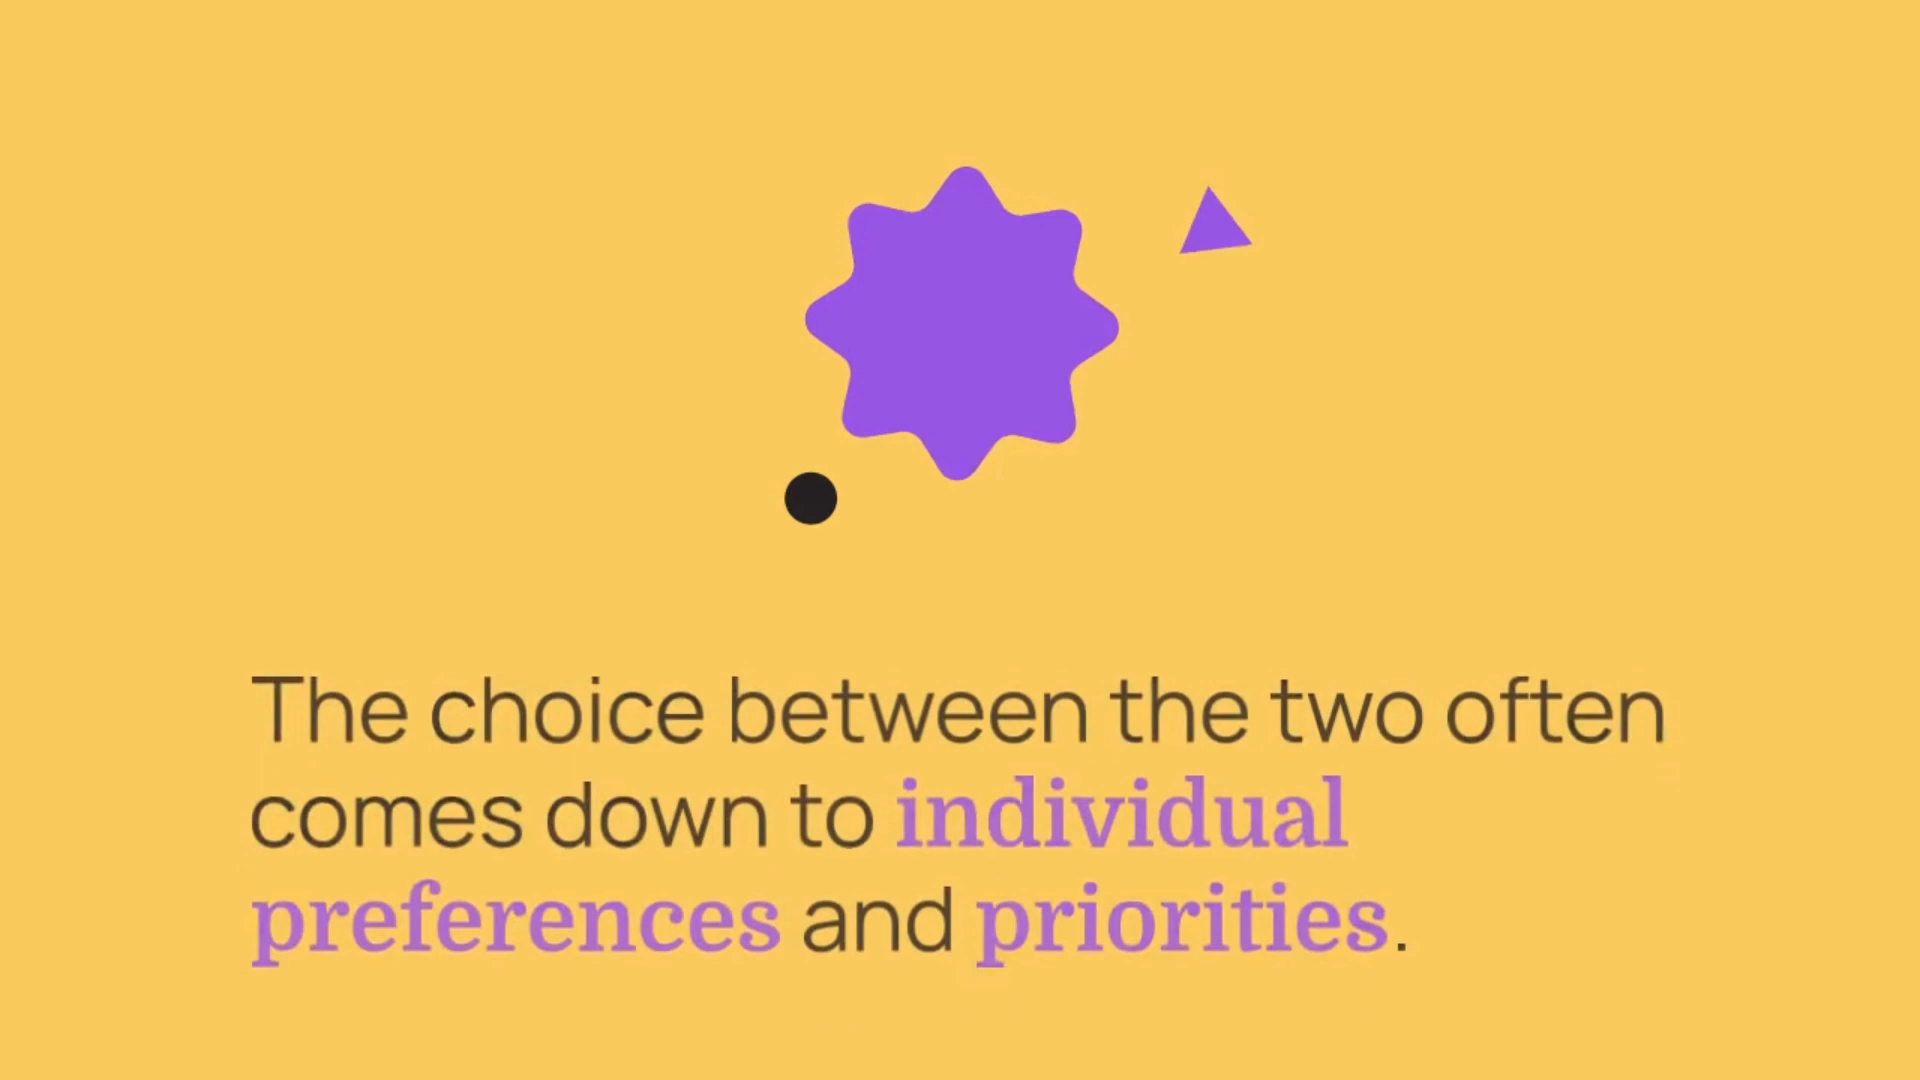 The choice between the two often
comes down to individual
preferences and priorities.